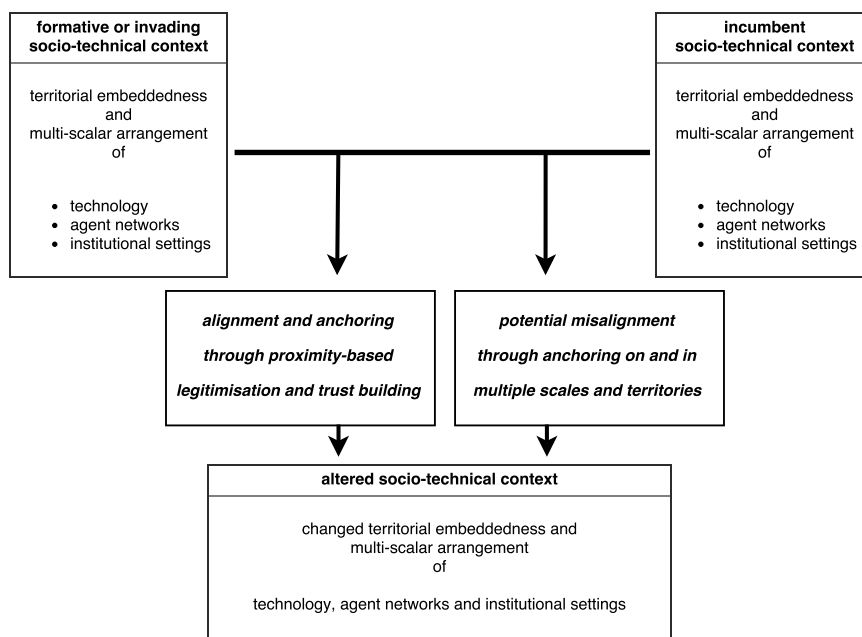 formative or invading
socio-technical context
territorial embeddedness
and
multi-scalar arrangement
of
• technology
• agent networks
• institutional settings
incumbent
socio-technical context
territorial embeddedness
and
multi-scalar arrangement
of
• technology
• agent networks
• institutional settings
alignment and anchoring
through proximity-based
legitimisation and trust building
potential misalignment
through anchoring on and in
multiple scales and territories
altered socio-technical context
changed territorial embeddedness and
multi-scalar arrangement
of
technology, agent networks and institutional settings